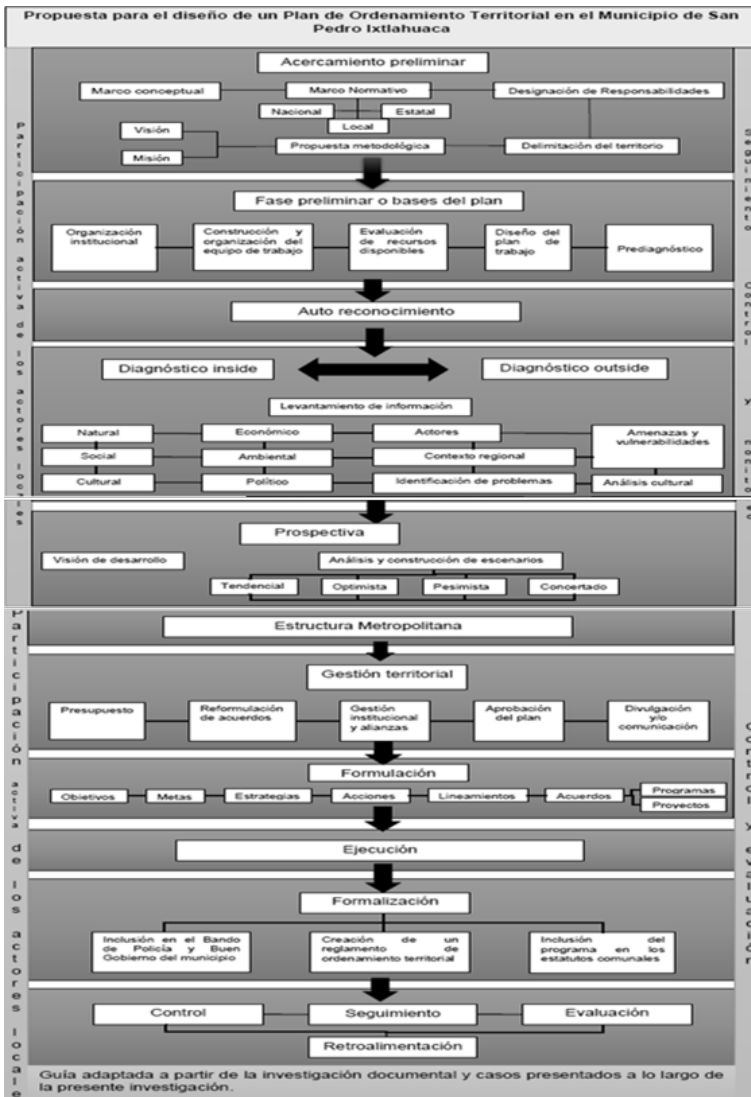 Propuesta para el diseño de un Plan de Ordenamiento Territorial en el Municipio de San
Pedro Ixtlahuaca
Acercamiento preliminar
Marco conceptual
Marco Normativo
Designación de Responsabilidades
Nacional
Estatal
Local
Visión
Misión
Propuesta metodológica
Delimitación del territorio
Fase preliminar o bases del plan
Organización
institucional
Construcción y
organización del
equipo de trabajo
Evaluación
de recursos
disponibles
Diseño del
plan de
trabajo
Prediagnóstico
Auto reconocimiento
Diagnóstico inside
Diagnóstico outside
Levantamiento de información
Natural
Económico
Actores
Amenazas y
vulnerabilidades
Social
Ambiental
Contexto regional
Cultural
Político
Identificación de problemas
Análisis cultural
Prospectiva
Visión de desarrollo
Análisis y construcción de escenarios
Tendencial
Optimista
Pesimista
Concertado
Participación activa de los actores locales
Seguimiento
Control
y
Estructura Metropolitana
Gestión territorial
Presupuesto
Reformulación
de acuerdos
Gestión
institucional
y alianzas
Aprobación
del plan
Divulgación
y/o
comunicación
Formulación
Objetivos
Metas
Estrategias
Acciones
Lineamientos
Acuerdos
Programas
Proyectos
Ejecución
Formalización
Inclusión en el Bando
de Policía y Buen
Gobierno del municipio
Creación de un
reglamento de
ordenamiento territorial
Inclusión del
programa en los
estatutos comunales
Control
Seguimiento
Evaluación
Retroalimentación
Participación activa de los actores locale
Control y evaluación
Guía adaptada a partir de la investigación documental y casos presentados a lo largo de
la presente investigación.